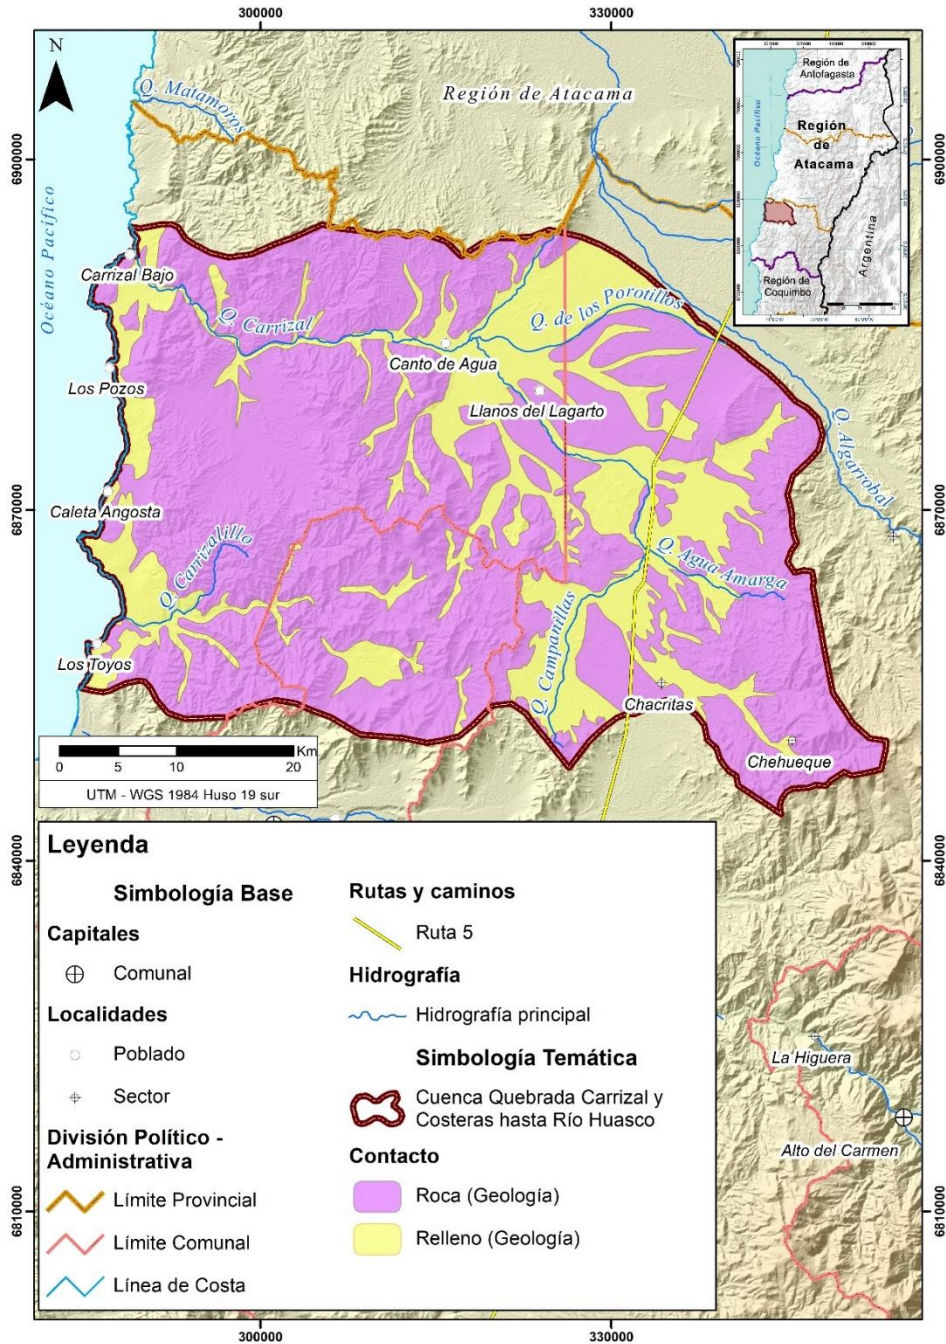 300000
330000
N
Q. Matamoros
Región de Atacama
6900000
6900000
Océano Pacífico
Región de
Antofagasta
Océano Pacífico
Región
de
Atacama
Argentina
Región de
Coquimbo
Carrizal Bajo
Q. Carrizal
Q. de los Porotillos
Canto de Agua
Los Pozos
Llanos del Lagarto
Q. Algarrobal
6870000
6870000
Caleta Angosta
Q. Carrizalillo
Q. Agua Amarga
Q. Campanillas
Los Toyos
Chacritas
Chehueque
Km
0 5 10 20
UTM - WGS 1984 Huso 19 sur
6840000
6840000
Leyenda
Simbología Base
Capitales
Comunal
Localidades
Poblado
Sector
División Político -
Administrativa
Límite Provincial
Límite Comunal
Línea de Costa
Rutas y caminos
Ruta 5
Hidrografía
Hidrografía principal
Simbología Temática
Cuenca Quebrada Carrizal y
Costeras hasta Río Huasco
Contacto
Roca (Geología)
Relleno (Geología)
La Higuera
Alto del Carmen
6810000
6810000
300000
330000